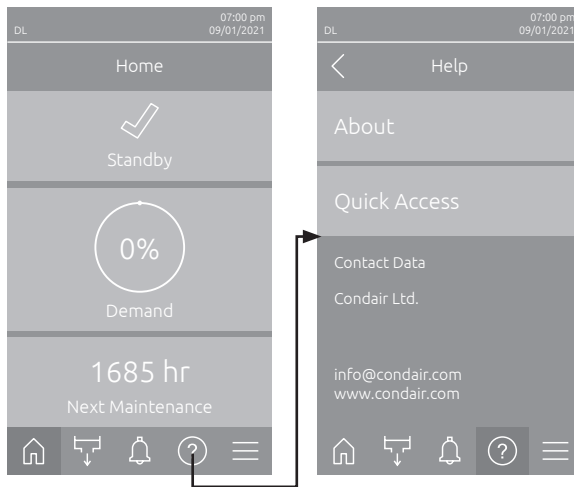 07:00 pm
DL 09/01/2021
Home
Standby
0%
Demand
1685 hr
Next Maintenance
?
07:00 pm
DL 09/01/2021
Help
About
Quick Access
Contact Data
Condair Ltd.
info@condair.com
www.condair.com
?